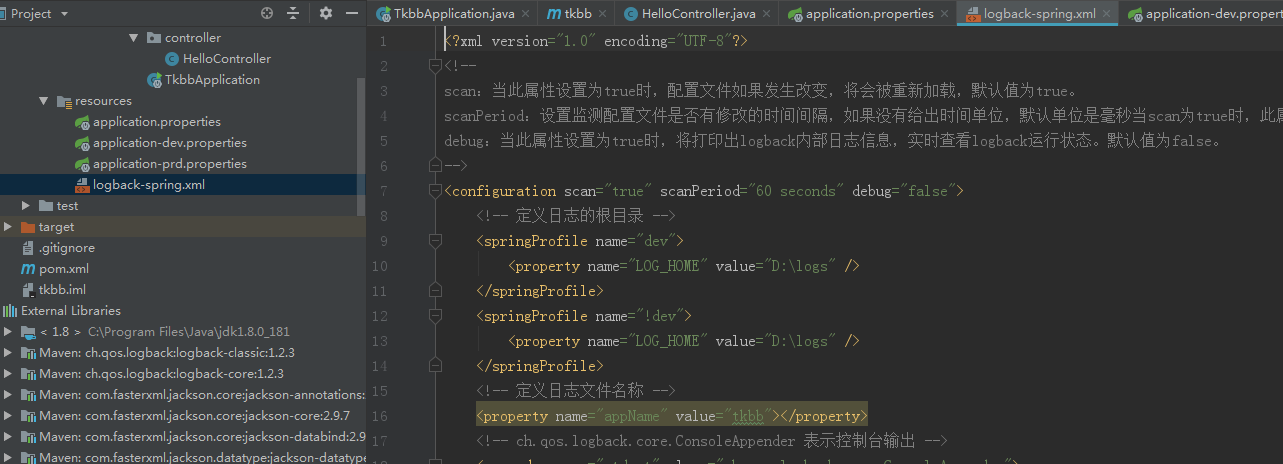 Project
controller
HelloController
TkbbApplication
resources
application.properties
application-dev.properties
application-prd.properties
logback-spring.xml
test
target
.gitignore
pom.xml
tkbb.iml
External Libraries
< 1.8 > C:\Program Files\Java\jdk1.8.0_181
Maven: ch.qos.logback:logback-classic:1.2.3
Maven: ch.qos.logback:logback-core:1.2.3
Maven: com.fasterxml.jackson.core:jackson-annotations:
Maven: com.fasterxml.jackson.core:jackson-core:2.9.7
Maven: com.fasterxml.jackson.core:jackson-databind:2.9
Maven: com.fasterxml.jackson.datatype:jackson-datatype
TkbbApplication.java
tkbb
HelloController.java
application.properties
logback-spring.xml
application-dev.propert
1 <?xml version="1.0" encoding="UTF-8"?>
2 <!--
3 scan：当此属性设置为true时，配置文件如果发生改变，将会被重新加载，默认值为true。
4 scanPeriod：设置监测配置文件是否有修改的时间间隔，如果没有给出时间单位，默认单位是毫秒当scan为true时，此属
5 debug：当此属性设置为true时，将打印出logback内部日志信息，实时查看logback运行状态。默认值为false。
6 -->
7 <configuration scan="true" scanPeriod="60 seconds" debug="false">
8 <!-- 定义日志的根目录 -->
9 <springProfile name="dev">
10 <property name="LOG_HOME" value="D:\logs" />
11 </springProfile>
12 <springProfile name="!dev">
13 <property name="LOG_HOME" value="D:\logs" />
14 </springProfile>
15 <!-- 定义日志文件名称 -->
16 <property name="appName" value="tkbb"></property>
17 <!-- ch.qos.logback.core.ConsoleAppender 表示控制台输出 -->